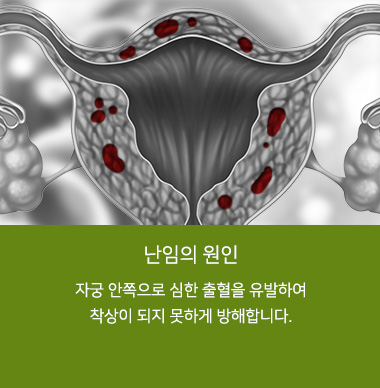 난임의 원인
자궁 안쪽으로 심한 출혈을 유발하여
착상이 되지 못하게 방해합니다.